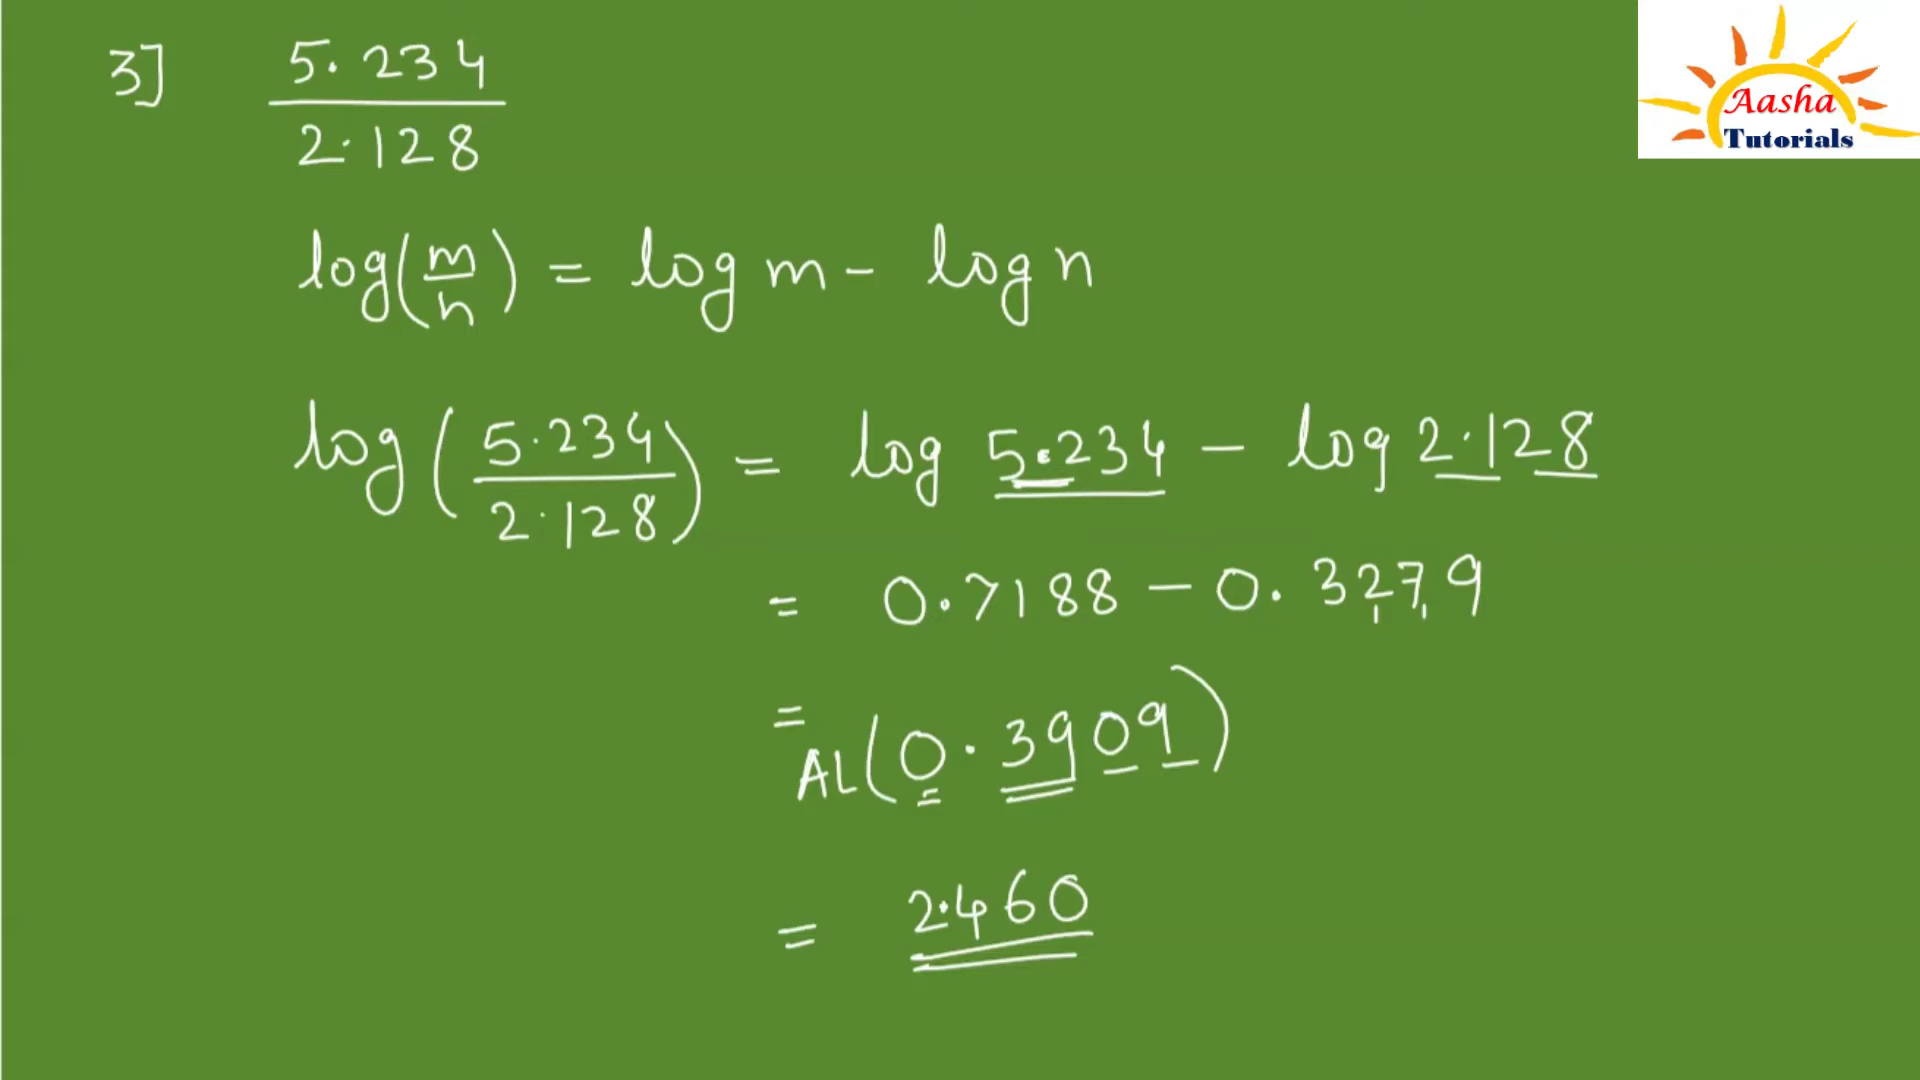 3] 5.234
2.128
Aasha
Tutorials
log(m/n) = log m - log n
log(5.234/2.128) = log 5.234 - log 2.128
= 0.7188 - 0.3279
= AL(0.3909)
= 2.460